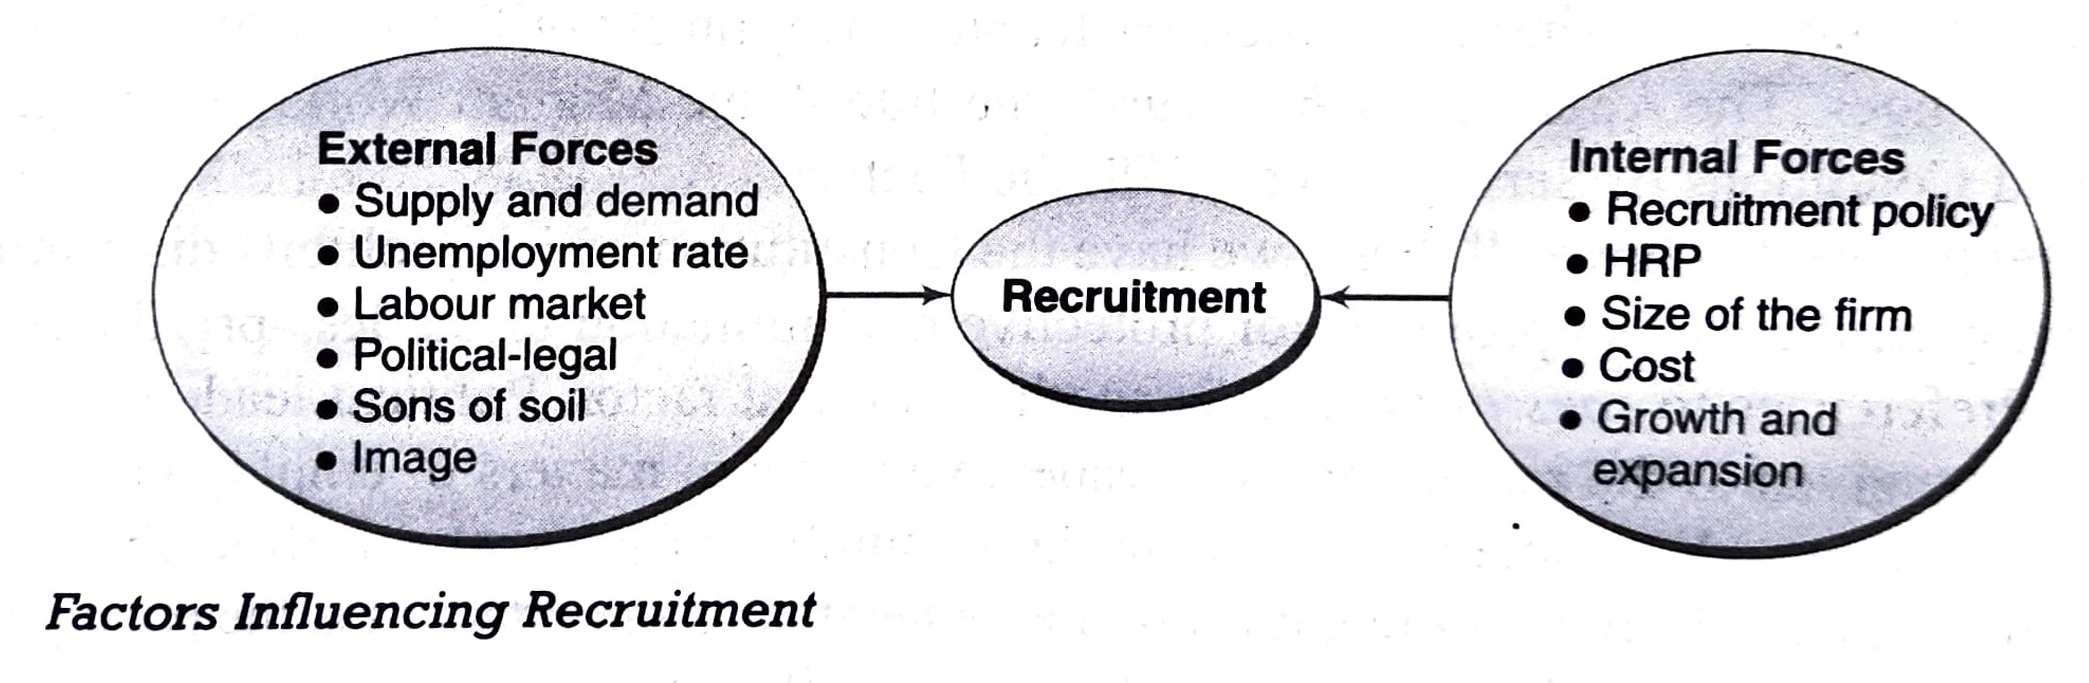 External Forces
● Supply and demand
● Unemployment rate
● Labour market
● Political-legal
● Sons of soil
● Image
Recruitment
Internal Forces
● Recruitment policy
● HRP
● Size of the firm
● Cost
● Growth and
expansion
Factors Influencing Recruitment